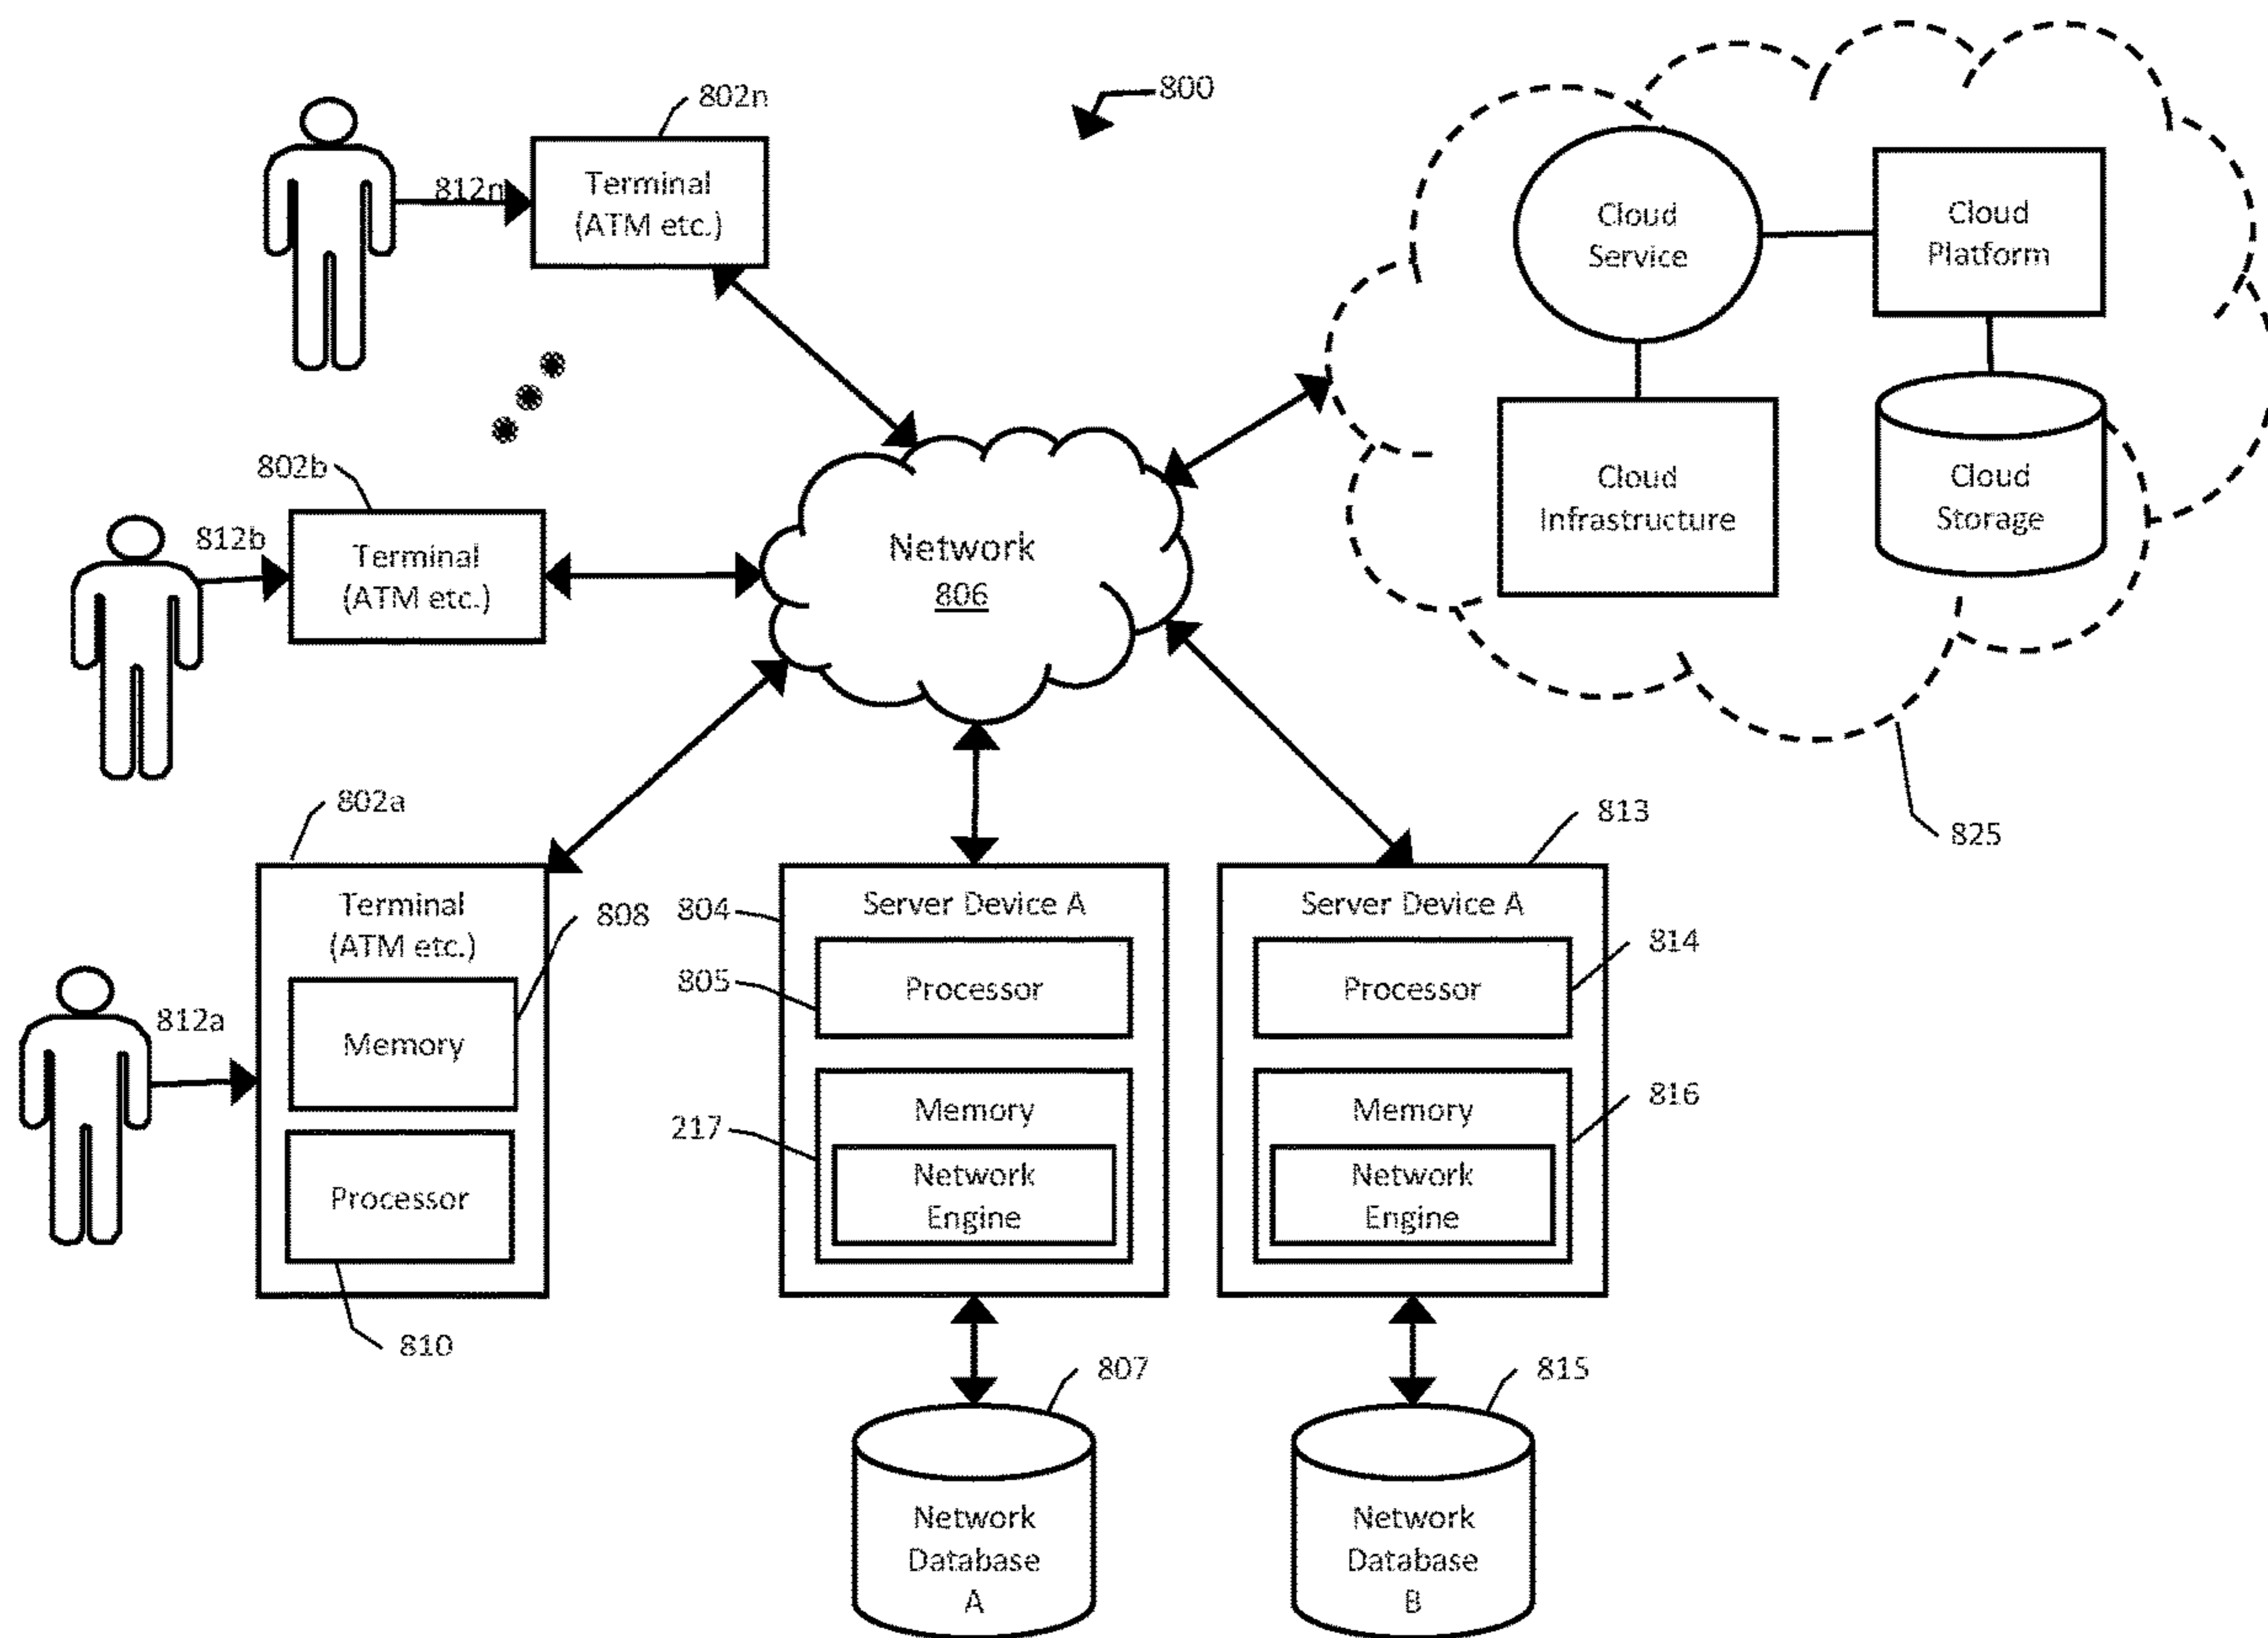 800
802n
812n
Terminal
(ATM etc.)
Cloud
Service
Cloud
Platform
802b
812b
Terminal
(ATM etc.)
Network
806
Cloud
Infrastructure
Cloud
Storage
825
802a
812a
Terminal
(ATM etc.)
808
Memory
Processor
810
804
Server Device A
805
Processor
217
Memory
Network
Engine
813
Server Device A
814
Processor
816
Memory
Network
Engine
807
Network
Database
A
815
Network
Database
B